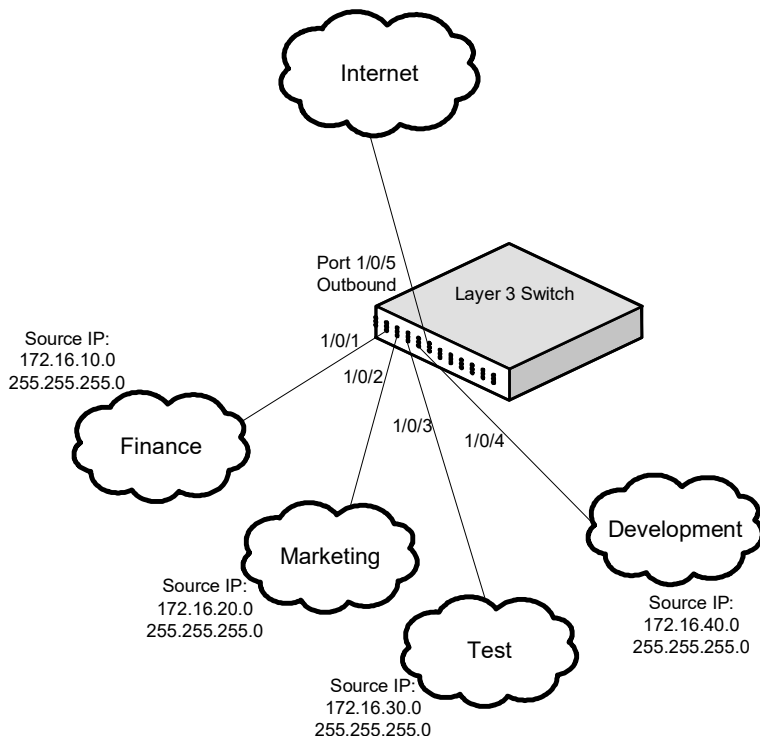 Internet
Port 1/0/5
Outbound
Layer 3 Switch
Source IP:
172.16.10.0
255.255.255.0
1/0/1
1/0/2
Finance
1/0/3
1/0/4
Marketing
Development
Source IP:
172.16.20.0
255.255.255.0
Source IP:
172.16.40.0
255.255.255.0
Test
Source IP:
172.16.30.0
255.255.255.0